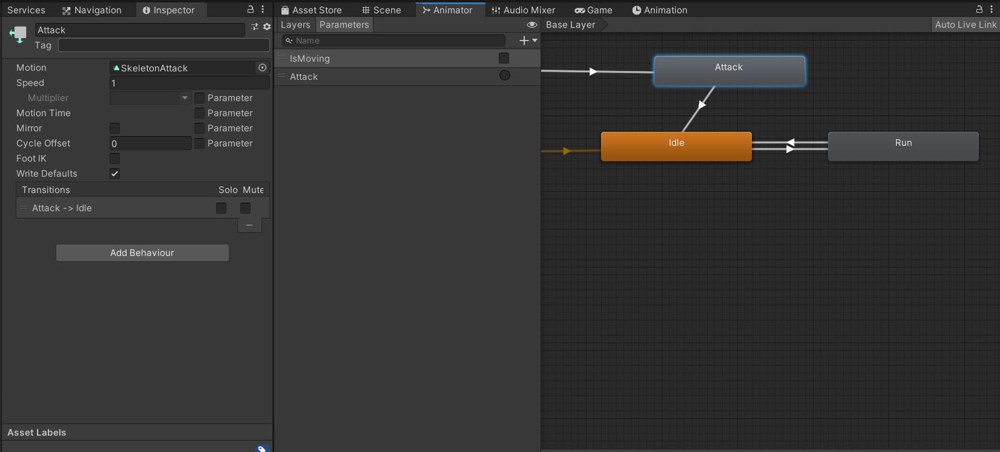 Services Navigation Inspector
Attack
Tag
Motion SkeletonAttack
Speed 1
Multiplier Parameter
Motion Time Parameter
Mirror Parameter
Cycle Offset 0 Parameter
Foot IK
Write Defaults
Transitions Solo Mute
Attack -> Idle
Add Behaviour
Asset Labels
Asset Store Scene Animator Audio Mixer Game Animation
Layers Parameters
Name
IsMoving
Attack
Base Layer Auto Live Link
Attack
Idle Run